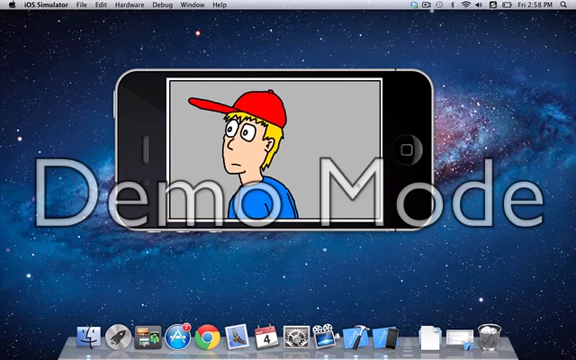 iOS Simulator File Edit Hardware Debug Window Help Fri 2:58 PM
Demo Mode
4